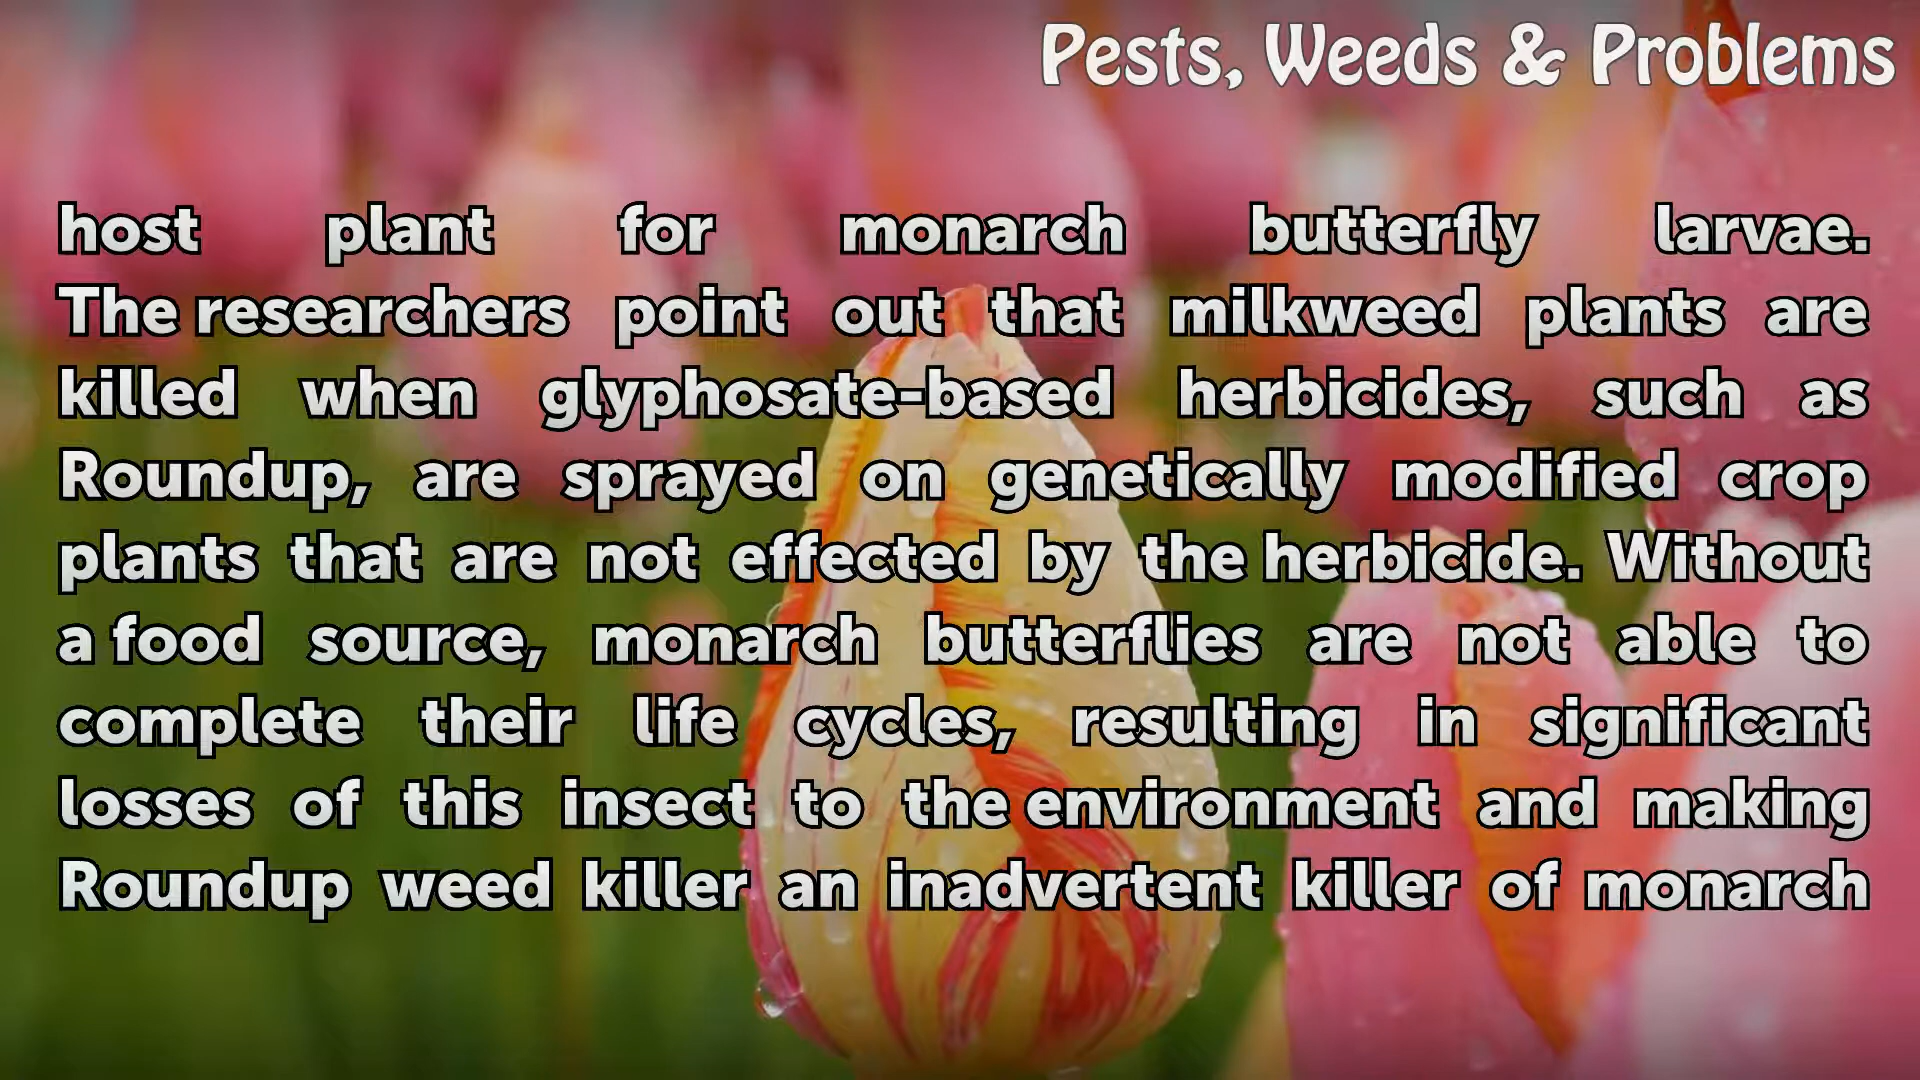 Pests, Weeds & Problems
host plant for monarch butterfly larvae.
The researchers point out that milkweed plants are
killed when glyphosate-based herbicides, such as
Roundup, are sprayed on genetically modified crop
plants that are not effected by the herbicide. Without
a food source, monarch butterflies are not able to
complete their life cycles, resulting in significant
losses of this insect to the environment and making
Roundup weed killer an inadvertent killer of monarch